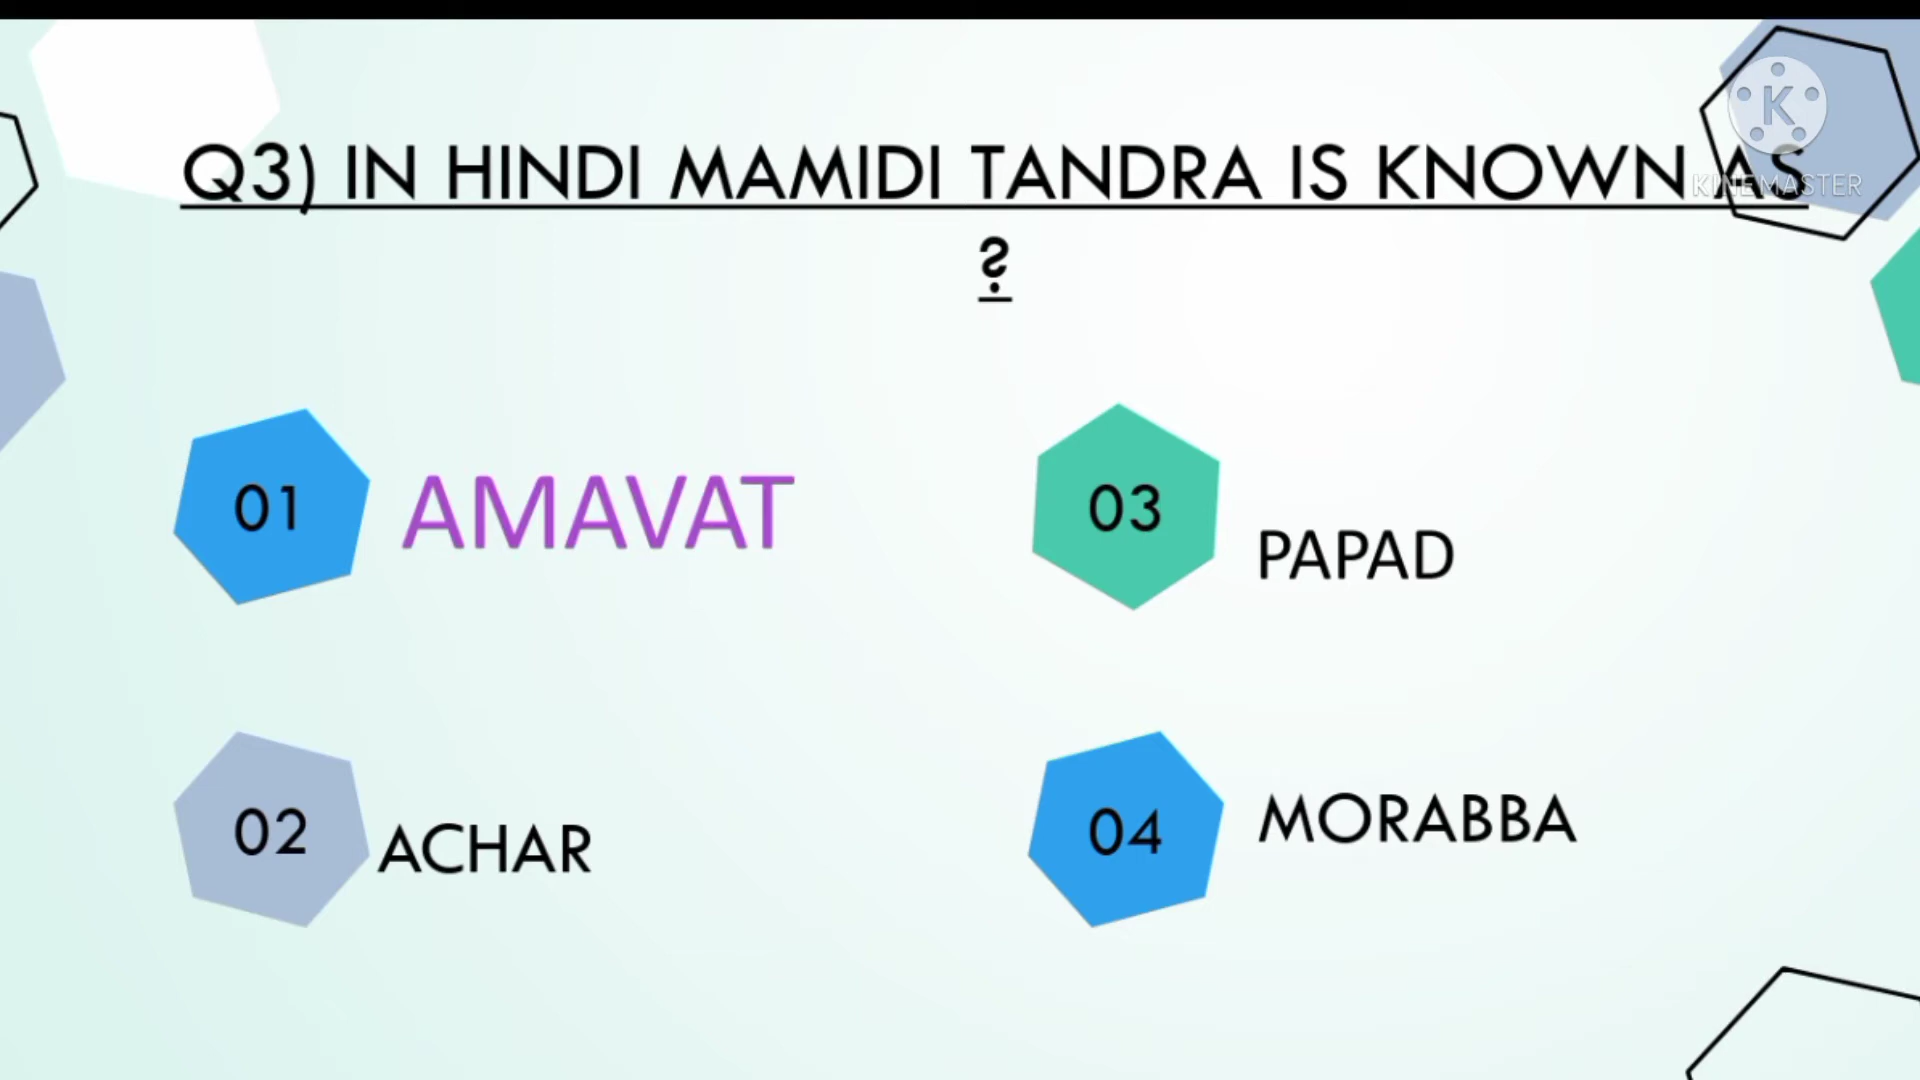 Q3) IN HINDI MAMIDI TANDRA IS KNOWN AS
?
01 AMAVAT
03 PAPAD
02 ACHAR
04 MORABBA
K
KINEMASTER